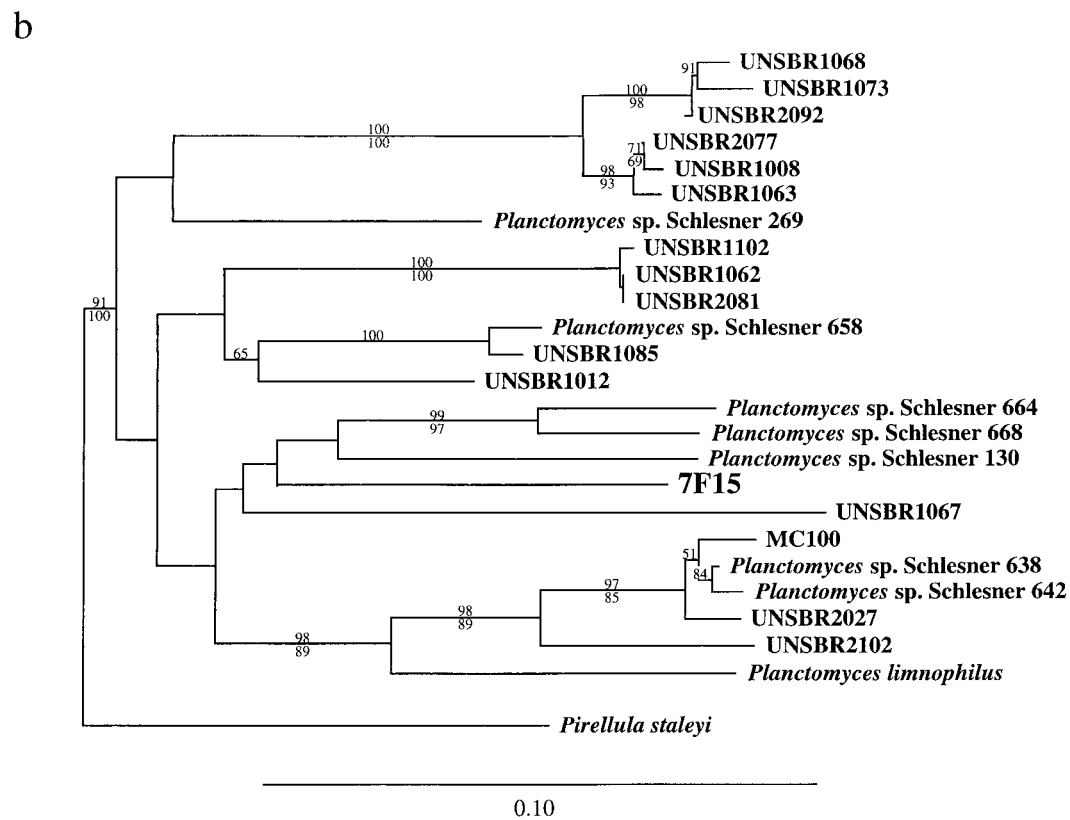 b
91
UNSBR1068
100
98
UNSBR1073
UNSBR2092
100
100
71
69
UNSBR2077
98
93
UNSBR1008
UNSBR1063
Planctomyces sp. Schlesner 269
UNSBR1102
100
100
UNSBR1062
UNSBR2081
91
100
Planctomyces sp. Schlesner 658
100
65
UNSBR1085
UNSBR1012
Planctomyces sp. Schlesner 664
99
97
Planctomyces sp. Schlesner 668
Planctomyces sp. Schlesner 130
7F15
UNSBR1067
MC100
51
84
Planctomyces sp. Schlesner 638
97
85
Planctomyces sp. Schlesner 642
98
89
UNSBR2027
98
89
UNSBR2102
Planctomyces limnophilus
Pirellula staleyi
0.10